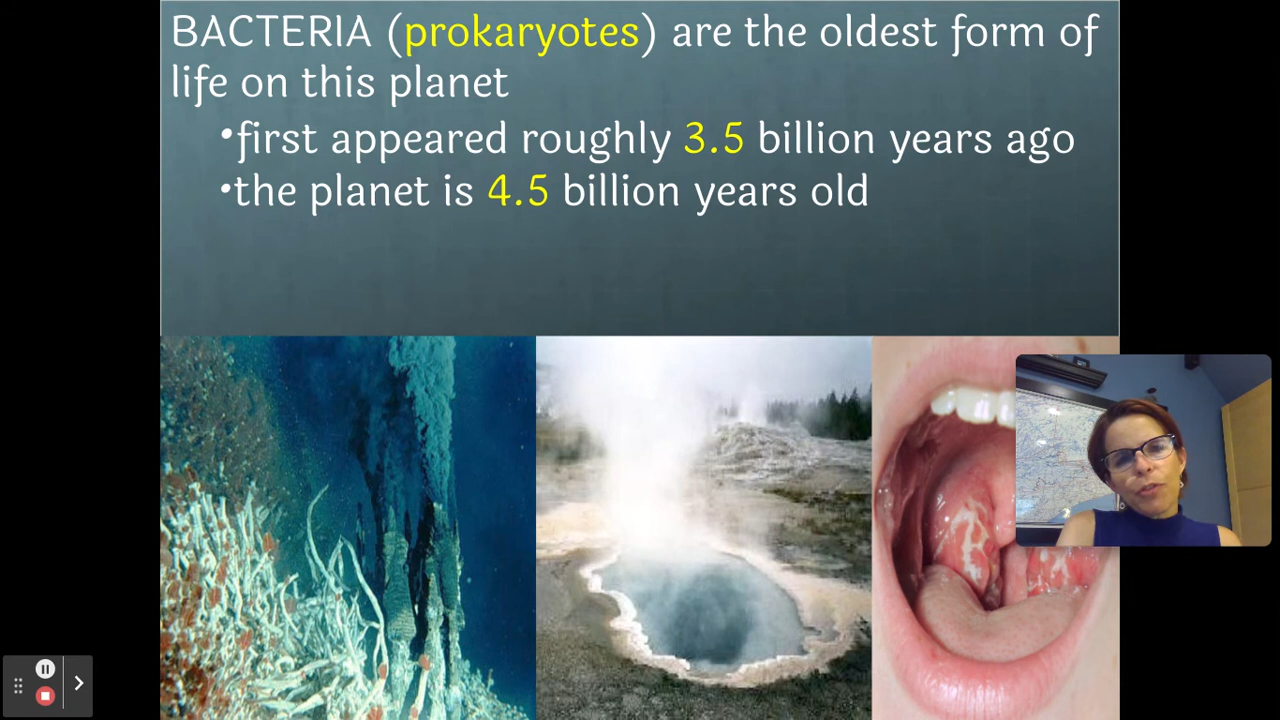 BACTERIA (prokaryotes) are the oldest form of
life on this planet
•first appeared roughly 3.5 billion years ago
•the planet is 4.5 billion years old